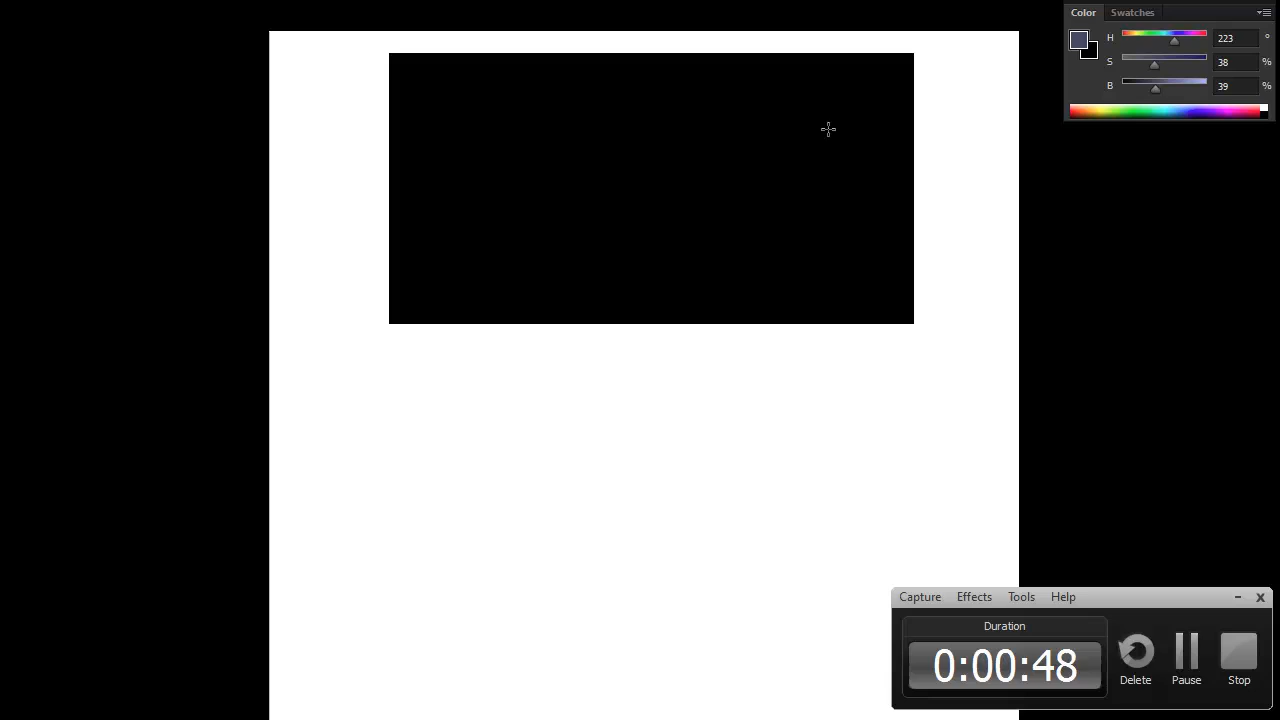 Color Swatches
H 223 °
S 38 %
B 39 %
Capture Effects Tools Help - X
Duration
0:00:48
Delete Pause Stop